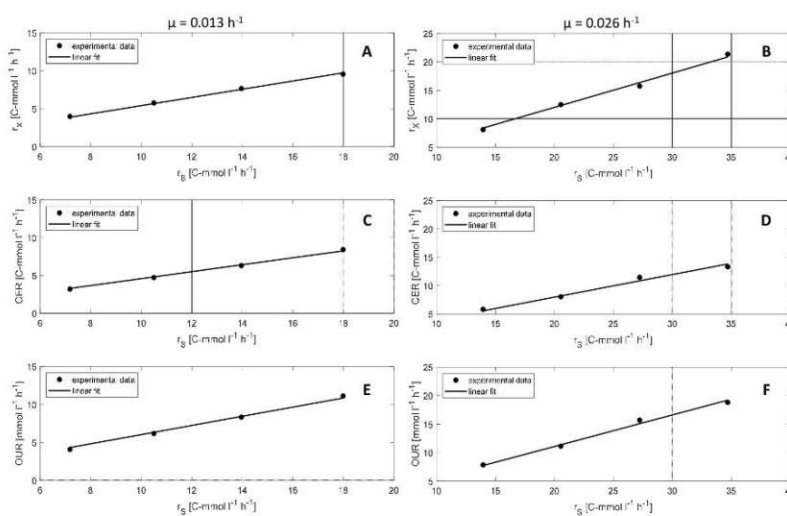 μ = 0.013 h⁻¹
μ = 0.026 h⁻¹
15
10
5
0
experimental data
linear fit
A
r_X [C-mmol l⁻¹ h⁻¹]
6 8 10 12 14 16 18 20
r_S [C-mmol l⁻¹ h⁻¹]
25
20
15
10
5
experimental data
linear fit
B
r_X [C-mmol l⁻¹ h⁻¹]
10 15 20 25 30 35 4
r_S [C-mmol l⁻¹ h⁻¹]
15
10
5
0
experimental data
linear fit
C
CER [C-mmol l⁻¹ h⁻¹]
6 8 10 12 14 16 18 20
r_S [C-mmol l⁻¹ h⁻¹]
25
20
15
10
5
experimental data
linear fit
D
CER [C-mmol l⁻¹ h⁻¹]
10 15 20 25 30 35 4
r_S [C-mmol l⁻¹ h⁻¹]
15
10
5
0
experimental data
linear fit
E
OUR [mmol l⁻¹ h⁻¹]
6 8 10 12 14 16 18 20
r_S [C-mmol l⁻¹ h⁻¹]
25
20
15
10
5
experimental data
linear fit
F
OUR [mmol l⁻¹ h⁻¹]
10 15 20 25 30 35 4
r_S [C-mmol l⁻¹ h⁻¹]